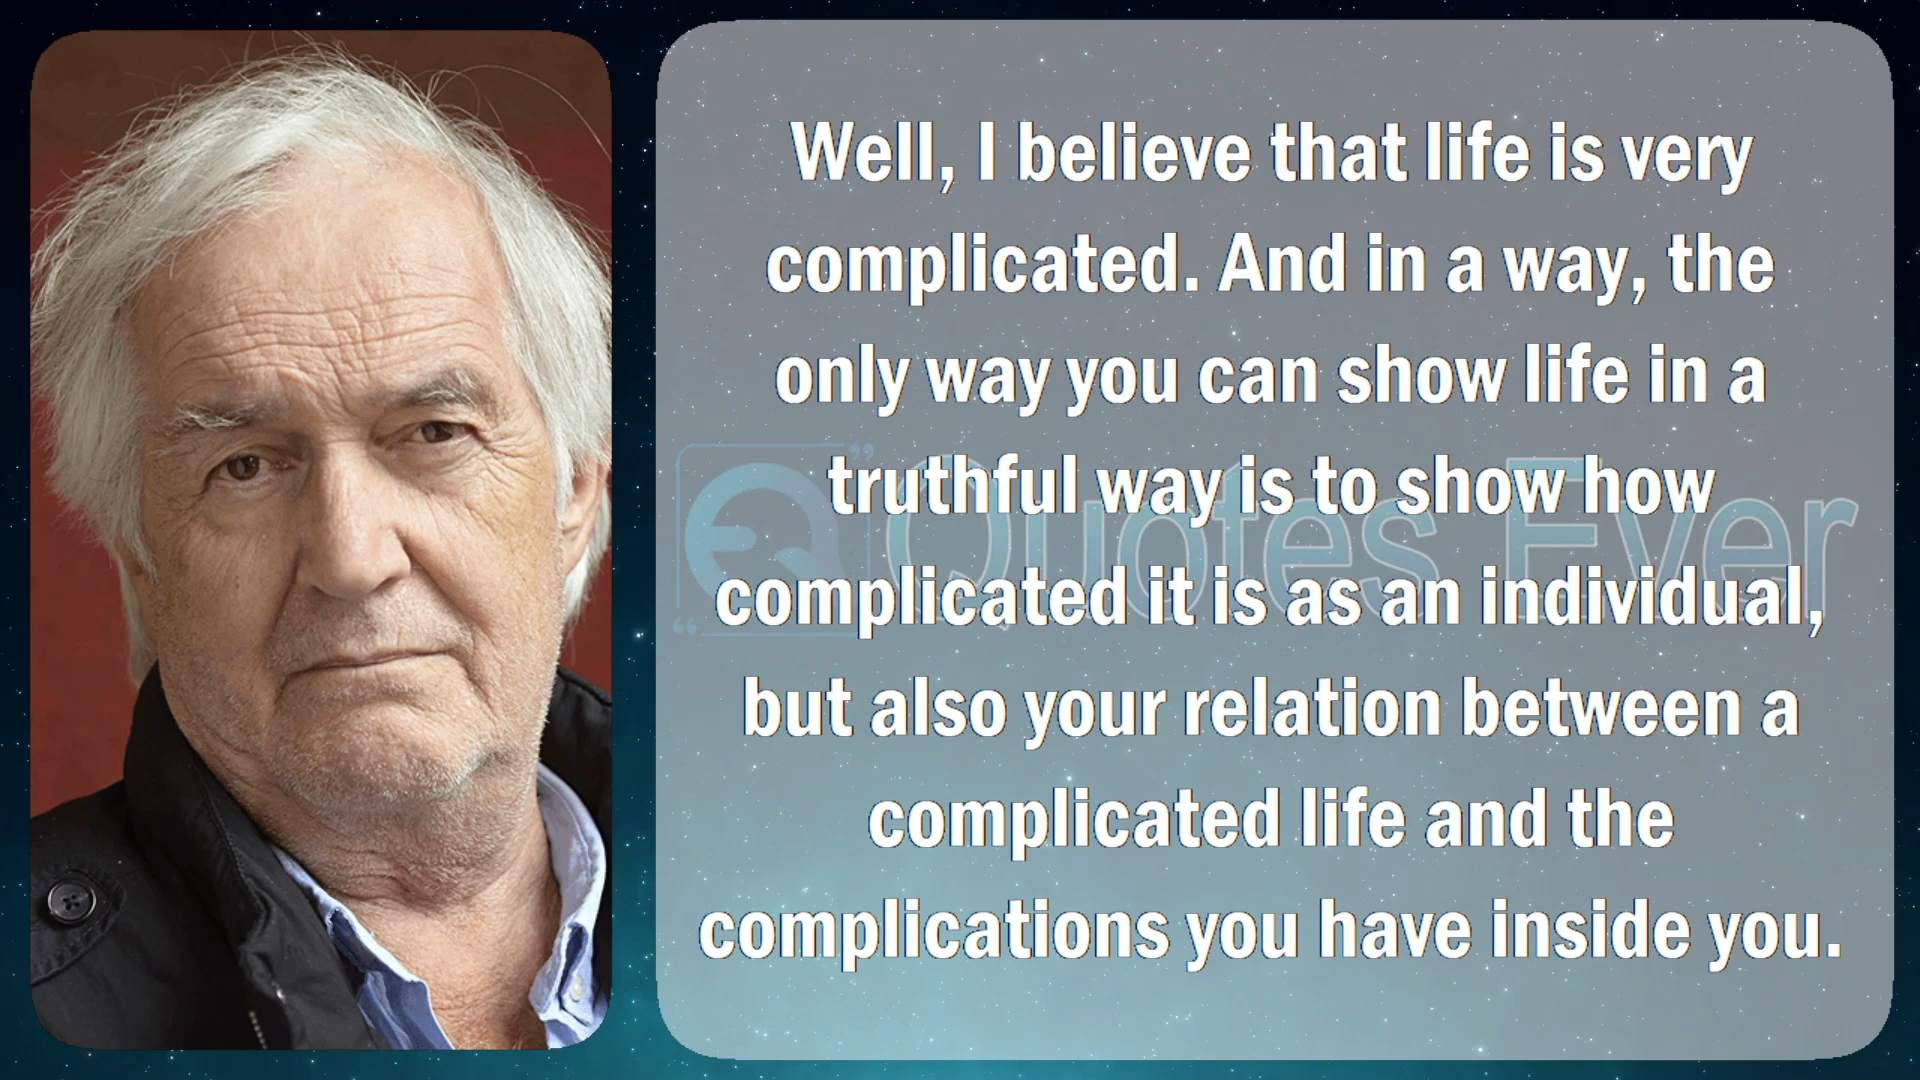 Well, I believe that life is very
complicated. And in a way, the
only way you can show life in a
truthful way is to show how
complicated it is as an individual,
but also your relation between a
complicated life and the
complications you have inside you.
Quotes Ever